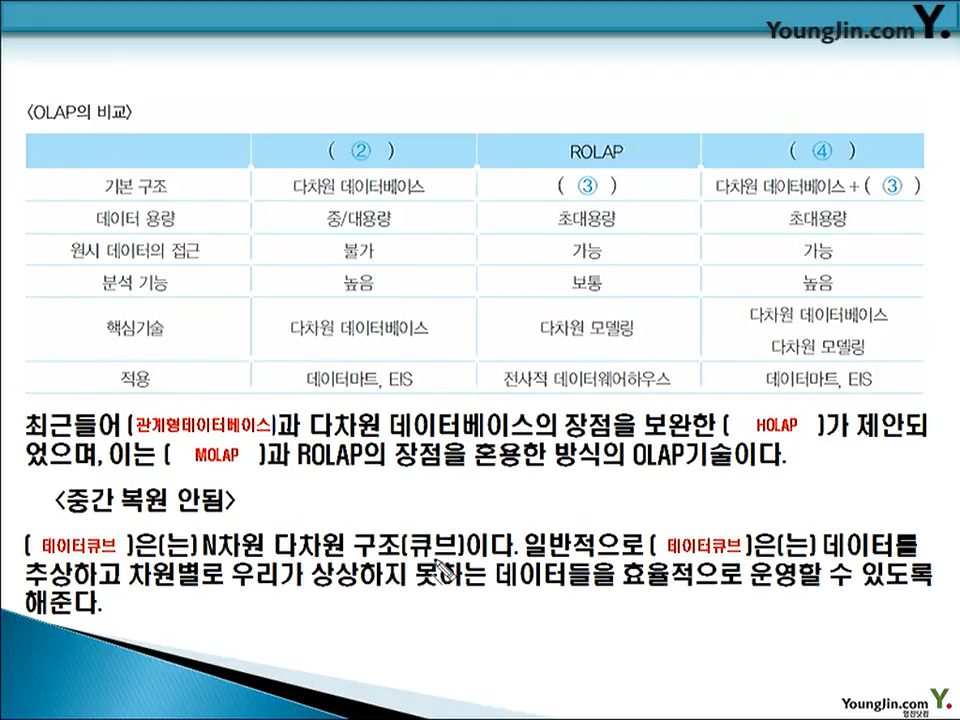 YoungJin.com Y.
<OLAP의 비교>
( ② ) ROLAP ( ④ )
기본 구조 다차원 데이터베이스 ( ③ ) 다차원 데이터베이스 + ( ③ )
데이터 용량 중/대용량 초대용량 초대용량
원시 데이터의 접근 불가 가능 가능
분석 기능 높음 보통 높음
핵심기술 다차원 데이터베이스 다차원 모델링 다차원 데이터베이스
다차원 모델링
적용 데이터마트, EIS 전사적 데이터웨어하우스 데이터마트, EIS
최근들어 (관계형데이터베이스)과 다차원 데이터베이스의 장점을 보완한 ( HOLAP )가 제안되
었으며, 이는 ( MOLAP )과 ROLAP의 장점을 혼용한 방식의 OLAP기술이다.
<중간 복원 안됨>
( 데이터큐브 )은(는) N차원 다차원 구조(큐브)이다. 일반적으로 ( 데이터큐브 )은(는) 데이터를
추상하고 차원별로 우리가 상상하지 못하는 데이터들을 효율적으로 운영할 수 있도록
해준다.
YoungJin.com Y.
영진닷컴